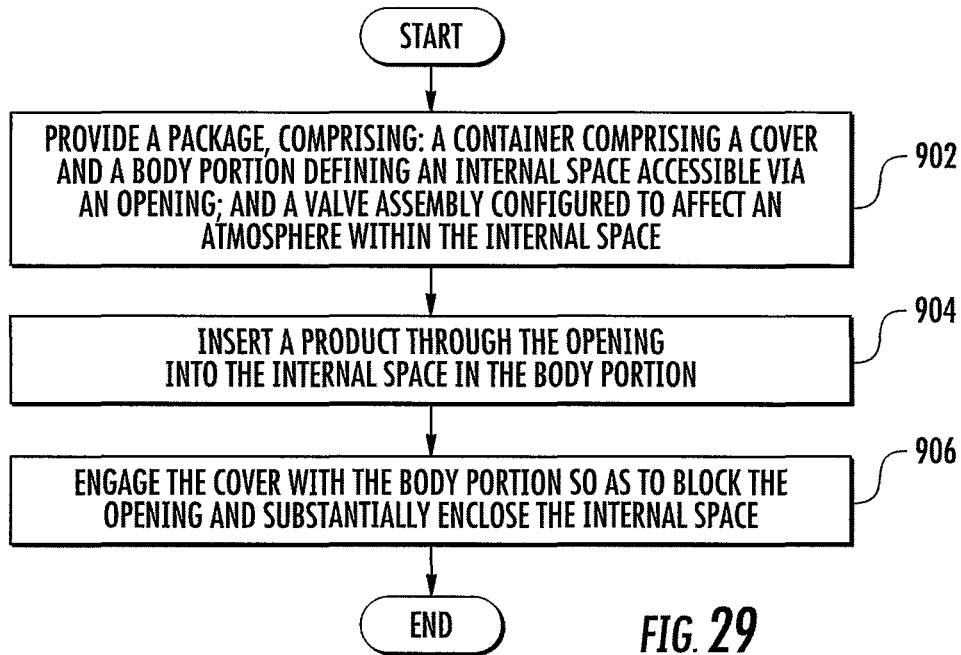 START
PROVIDE A PACKAGE, COMPRISING: A CONTAINER COMPRISING A COVER
AND A BODY PORTION DEFINING AN INTERNAL SPACE ACCESSIBLE VIA
AN OPENING; AND A VALVE ASSEMBLY CONFIGURED TO AFFECT AN
ATMOSPHERE WITHIN THE INTERNAL SPACE
902
INSERT A PRODUCT THROUGH THE OPENING
INTO THE INTERNAL SPACE IN THE BODY PORTION
904
ENGAGE THE COVER WITH THE BODY PORTION SO AS TO BLOCK THE
OPENING AND SUBSTANTIALLY ENCLOSE THE INTERNAL SPACE
906
END
FIG. 29